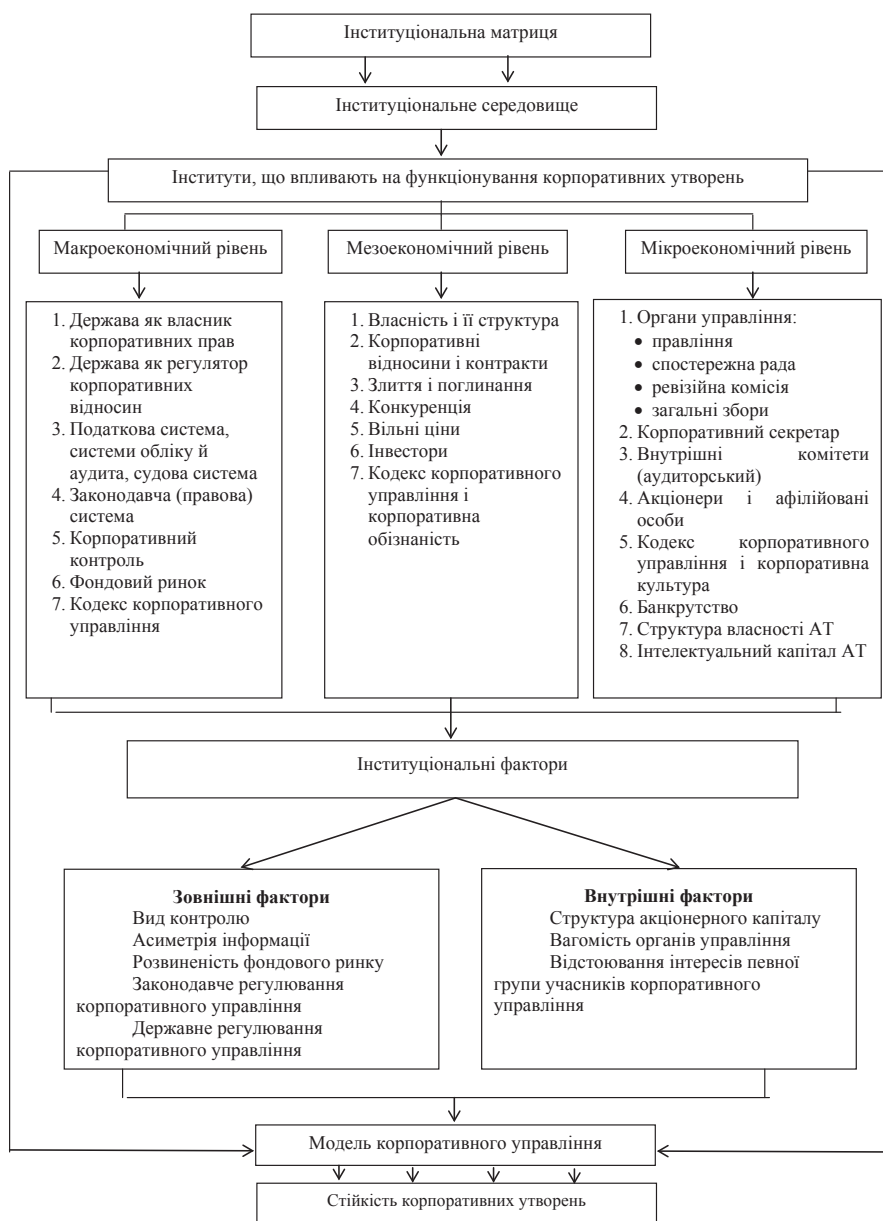 Інституціональна матриця
Інституціональне середовище
Інститути, що впливають на функціонування корпоративних утворень
Макроекономічний рівень
Мезоекономічний рівень
Мікроекономічний рівень
1. Держава як власник
корпоративних прав
2. Держава як регулятор
корпоративних
відносин
3. Податкова система,
системи обліку й
аудита, судова система
4. Законодавча (правова)
система
5. Корпоративний
контроль
6. Фондовий ринок
7. Кодекс корпоративного
управління
1. Власність і її структура
2. Корпоративні
відносини і контракти
3. Злиття і поглинання
4. Конкуренція
5. Вільні ціни
6. Інвестори
7. Кодекс корпоративного
управління і
корпоративна
обізнаність
1. Органи управління:
• правління
• спостережна рада
• ревізійна комісія
• загальні збори
2. Корпоративний секретар
3. Внутрішні комітети
(аудиторський)
4. Акціонери і афілійовані
особи
5. Кодекс корпоративного
управління і корпоративна
культура
6. Банкрутство
7. Структура власності АТ
8. Інтелектуальний капітал АТ
Інституціональні фактори
Зовнішні фактори
Вид контролю
Асиметрія інформації
Розвиненість фондового ринку
Законодавче регулювання
корпоративного управління
Державне регулювання
корпоративного управління
Внутрішні фактори
Структура акціонерного капіталу
Вагомість органів управління
Відстоювання інтересів певної
групи учасників корпоративного
управління
Модель корпоративного управління
Стійкість корпоративних утворень